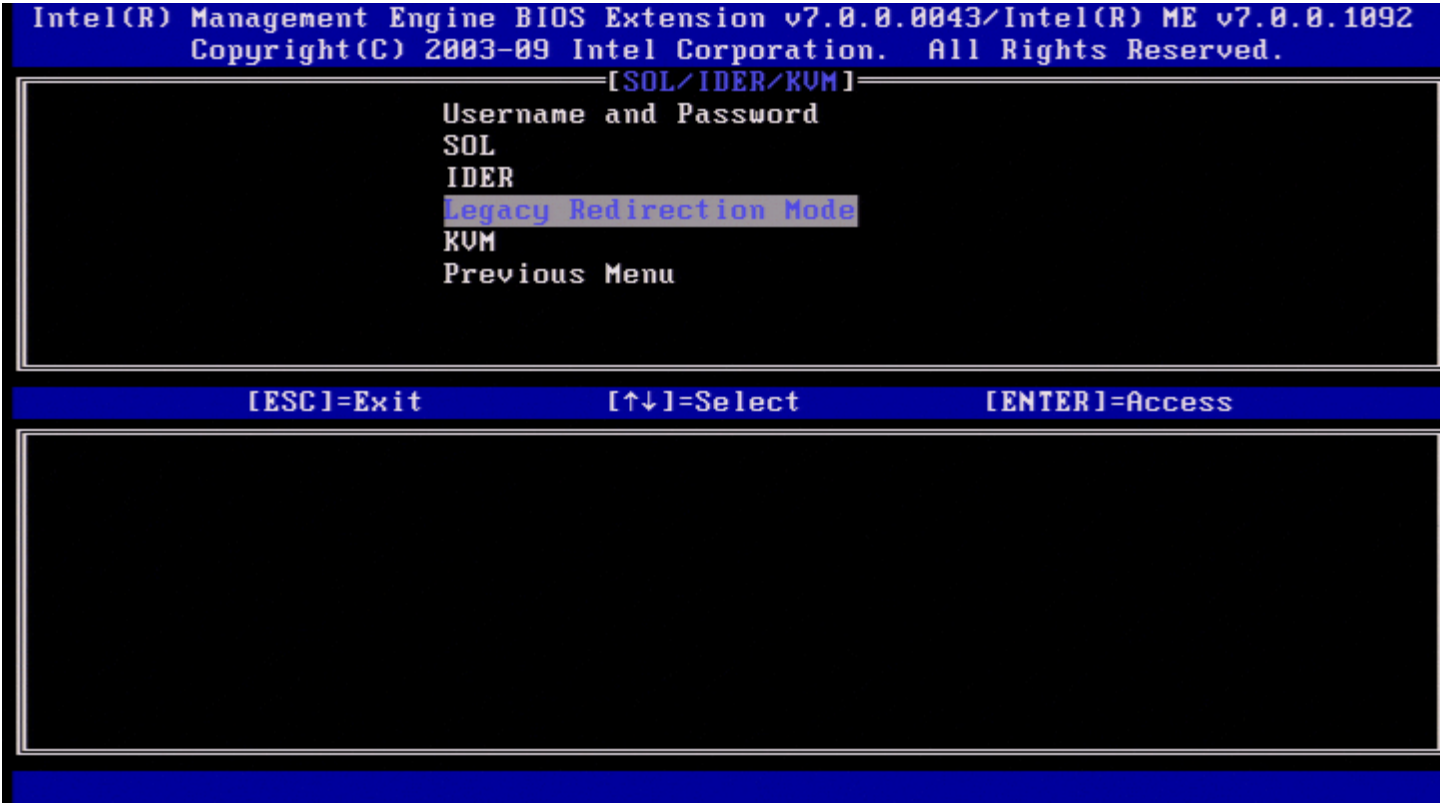 Intel(R) Management Engine BIOS Extension v7.0.0.0043/Intel(R) ME v7.0.0.1092
Copyright(C) 2003-09 Intel Corporation. All Rights Reserved.
[SOL/IDER/KVM]
Username and Password
SOL
IDER
Legacy Redirection Mode
KVM
Previous Menu
[ESC]=Exit [↑↓]=Select [ENTER]=Access